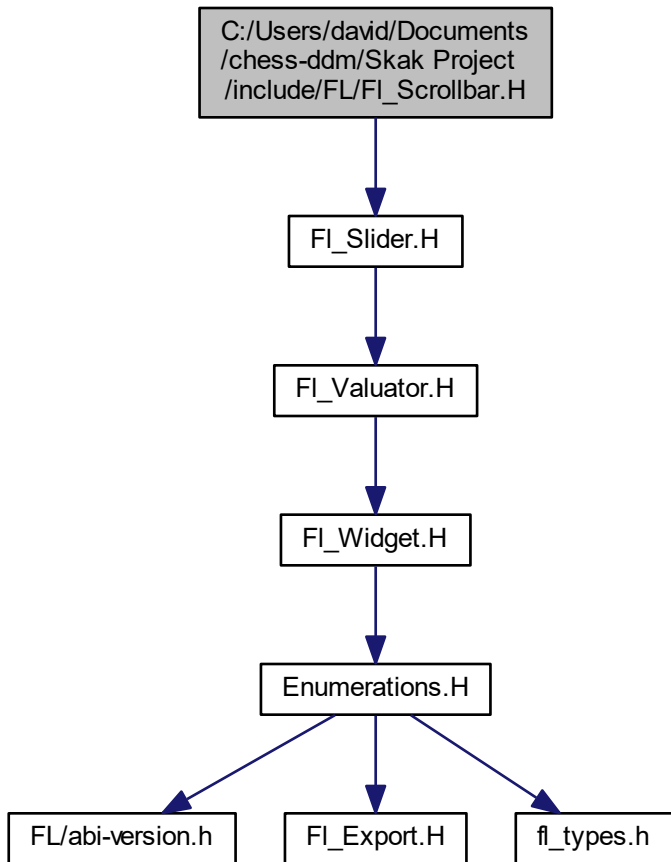 C:/Users/david/Documents
/chess-ddm/Skak Project
/include/FL/Fl_Scrollbar.H
Fl_Slider.H
Fl_Valuator.H
Fl_Widget.H
Enumerations.H
FL/abi-version.h
Fl_Export.H
fl_types.h